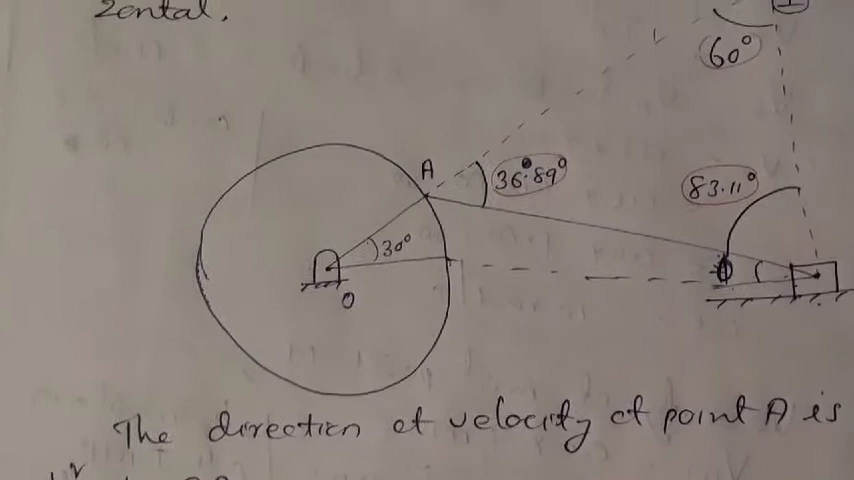 zontal.
I
60°
A
36.89°
83.11°
30°
φ
O
The direction of velocity of point A is